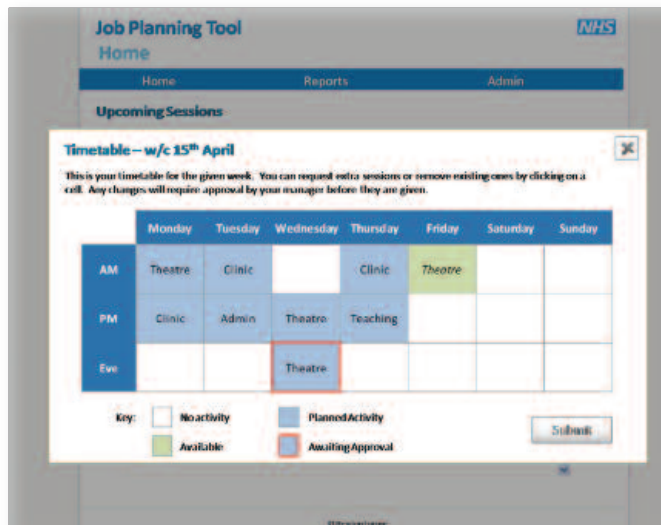 Job Planning Tool
NHS
Home
Home Reports Admin
Upcoming Sessions
Timetable – w/c 15th April
This is your timetable for the given week. You can request extra sessions or remove existing ones by clicking on a
cell. Any changes will require approval by your manager before they are given.
Monday Tuesday Wednesday Thursday Friday Saturday Sunday
AM Theatre Clinic Clinic Theatre
PM Clinic Admin Theatre Teaching
Eve Theatre
Key: No activity Planned Activity
Submit
Available Awaiting Approval